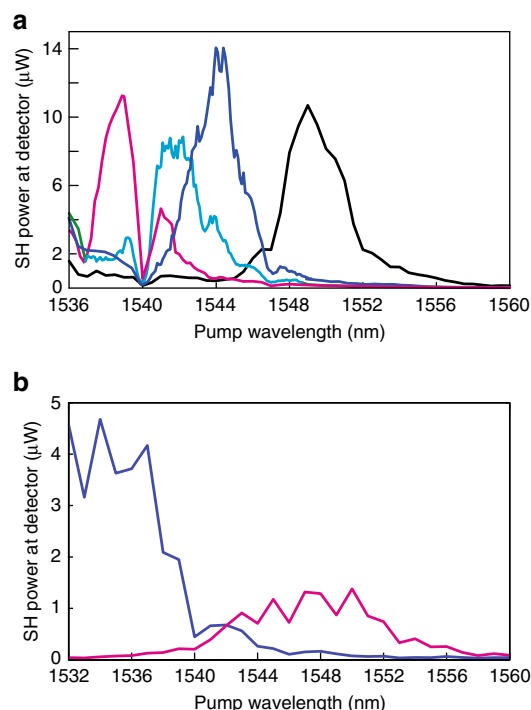 a
SH power at detector (μW)
14
10
6
2
0
1536 1540 1544 1548 1552 1556 1560
Pump wavelength (nm)
b
SH power at detector (μW)
5
4
3
2
1
0
1532 1536 1540 1544 1548 1552 1556 1560
Pump wavelength (nm)